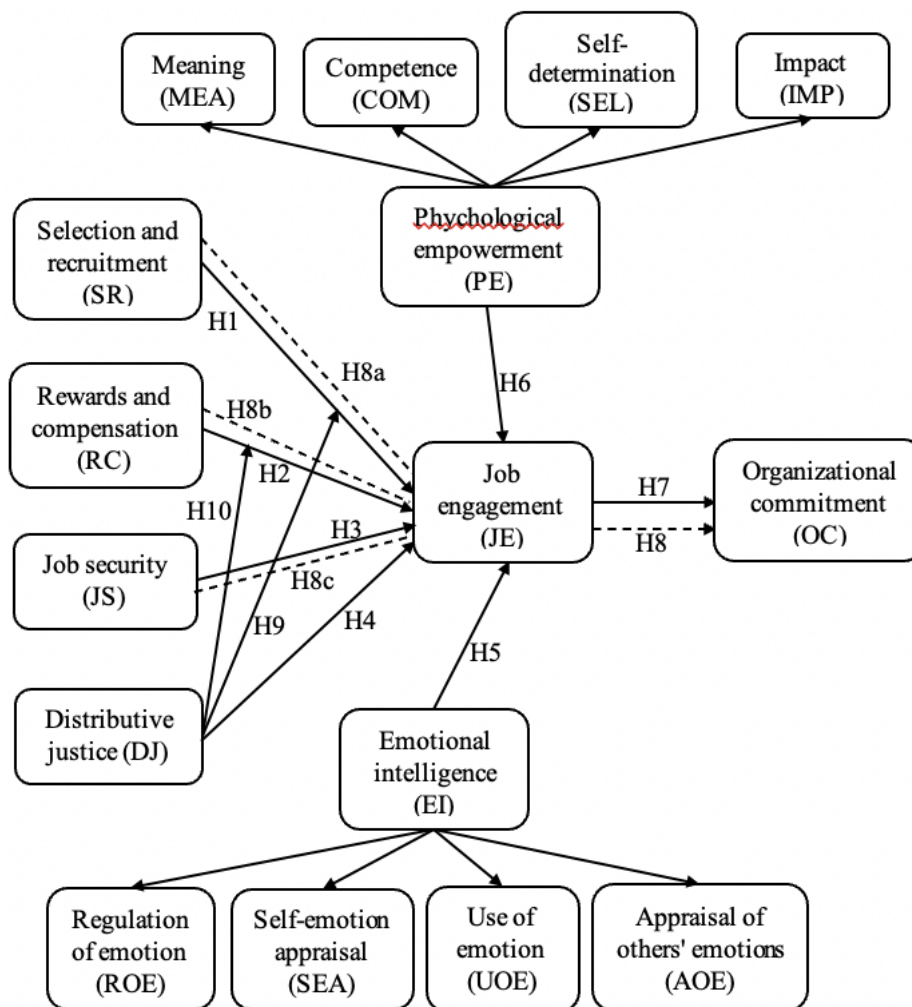 Meaning
(MEA)
Competence
(COM)
Self-
determination
(SEL)
Impact
(IMP)
Phychological
empowerment
(PE)
Selection and
recruitment
(SR)
H1
H8a
H6
Rewards and
compensation
(RC)
H8b
H2
H10
Job
engagement
(JE)
H7
H8
Organizational
commitment
(OC)
Job security
(JS)
H3
H8c
H9
H4
H5
Distributive
justice (DJ)
Emotional
intelligence
(EI)
Regulation
of emotion
(ROE)
Self-emotion
appraisal
(SEA)
Use of
emotion
(UOE)
Appraisal of
others' emotions
(AOE)